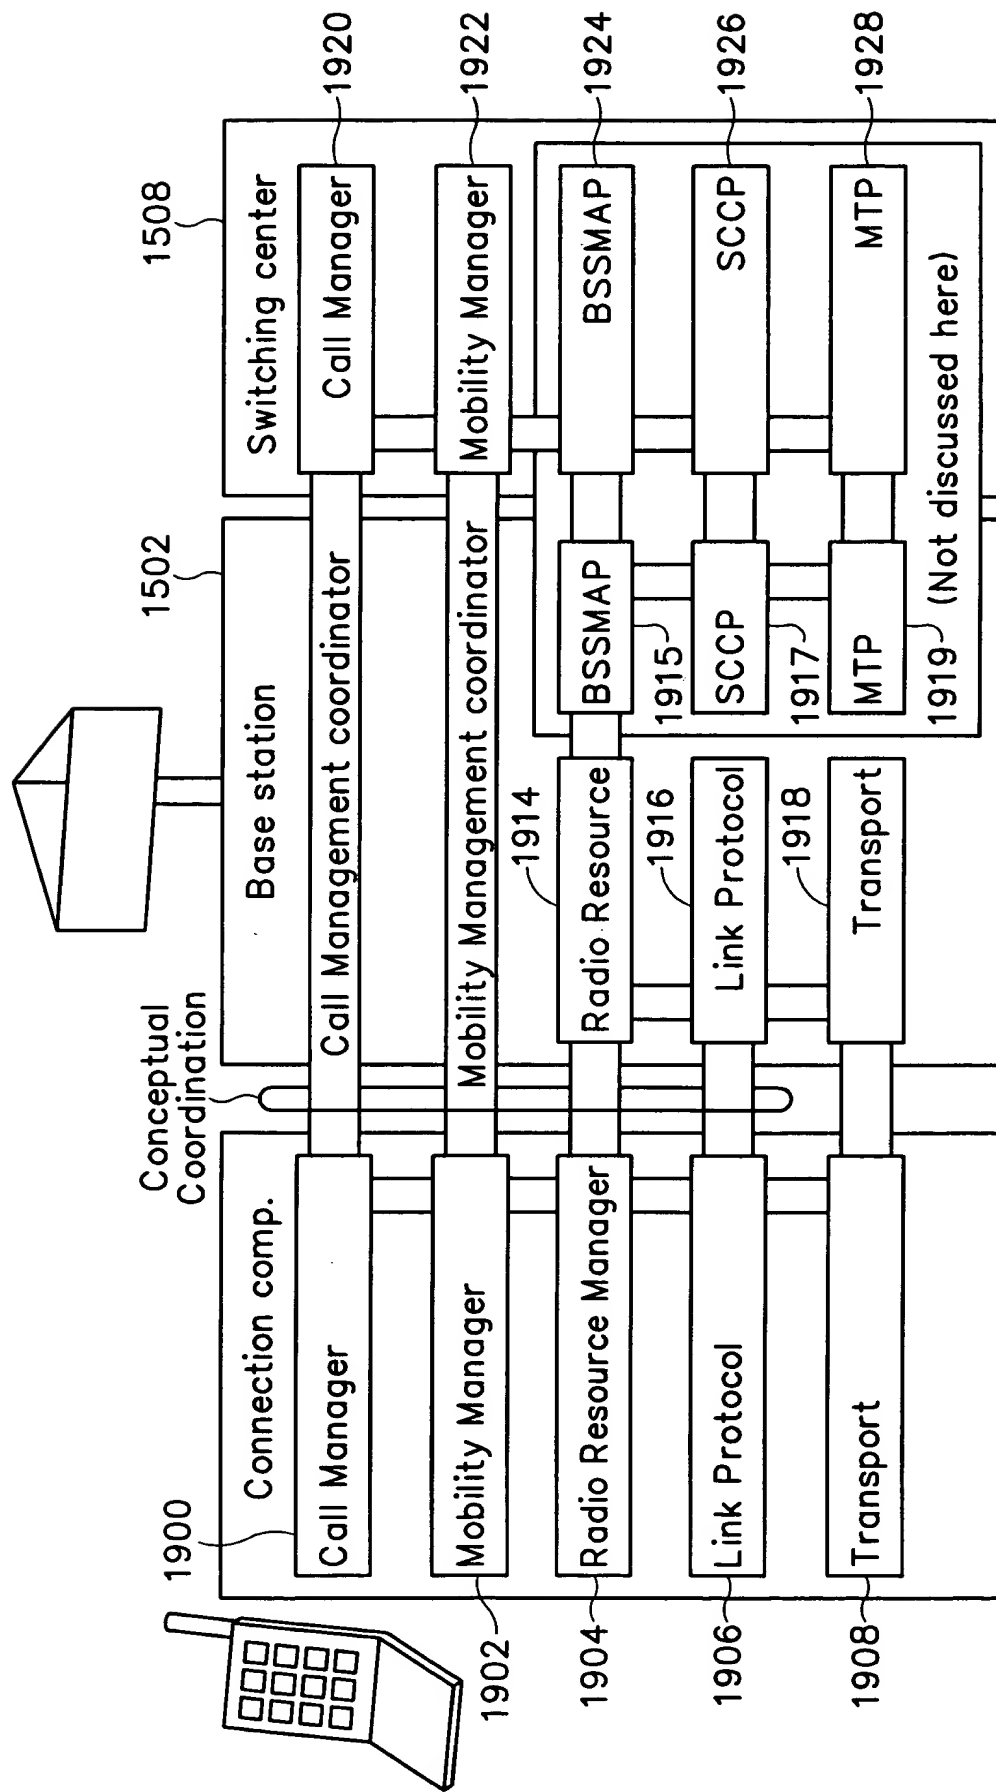 1508
1502
Conceptual
Coordination
1900
Connection comp.
Base station
Switching center
Call Manager
Call Management coordinator
Call Manager
1920
Mobility Manager
Mobility Management coordinator
Mobility Manager
1902
1922
Radio Resource Manager
1914
Radio Resource
BSSMAP
BSSMAP
1904
1915
1924
Link Protocol
1916
Link Protocol
SCCP
SCCP
1906
1917
1926
Transport
1918
Transport
MTP
MTP
1908
1919
1928
(Not discussed here)